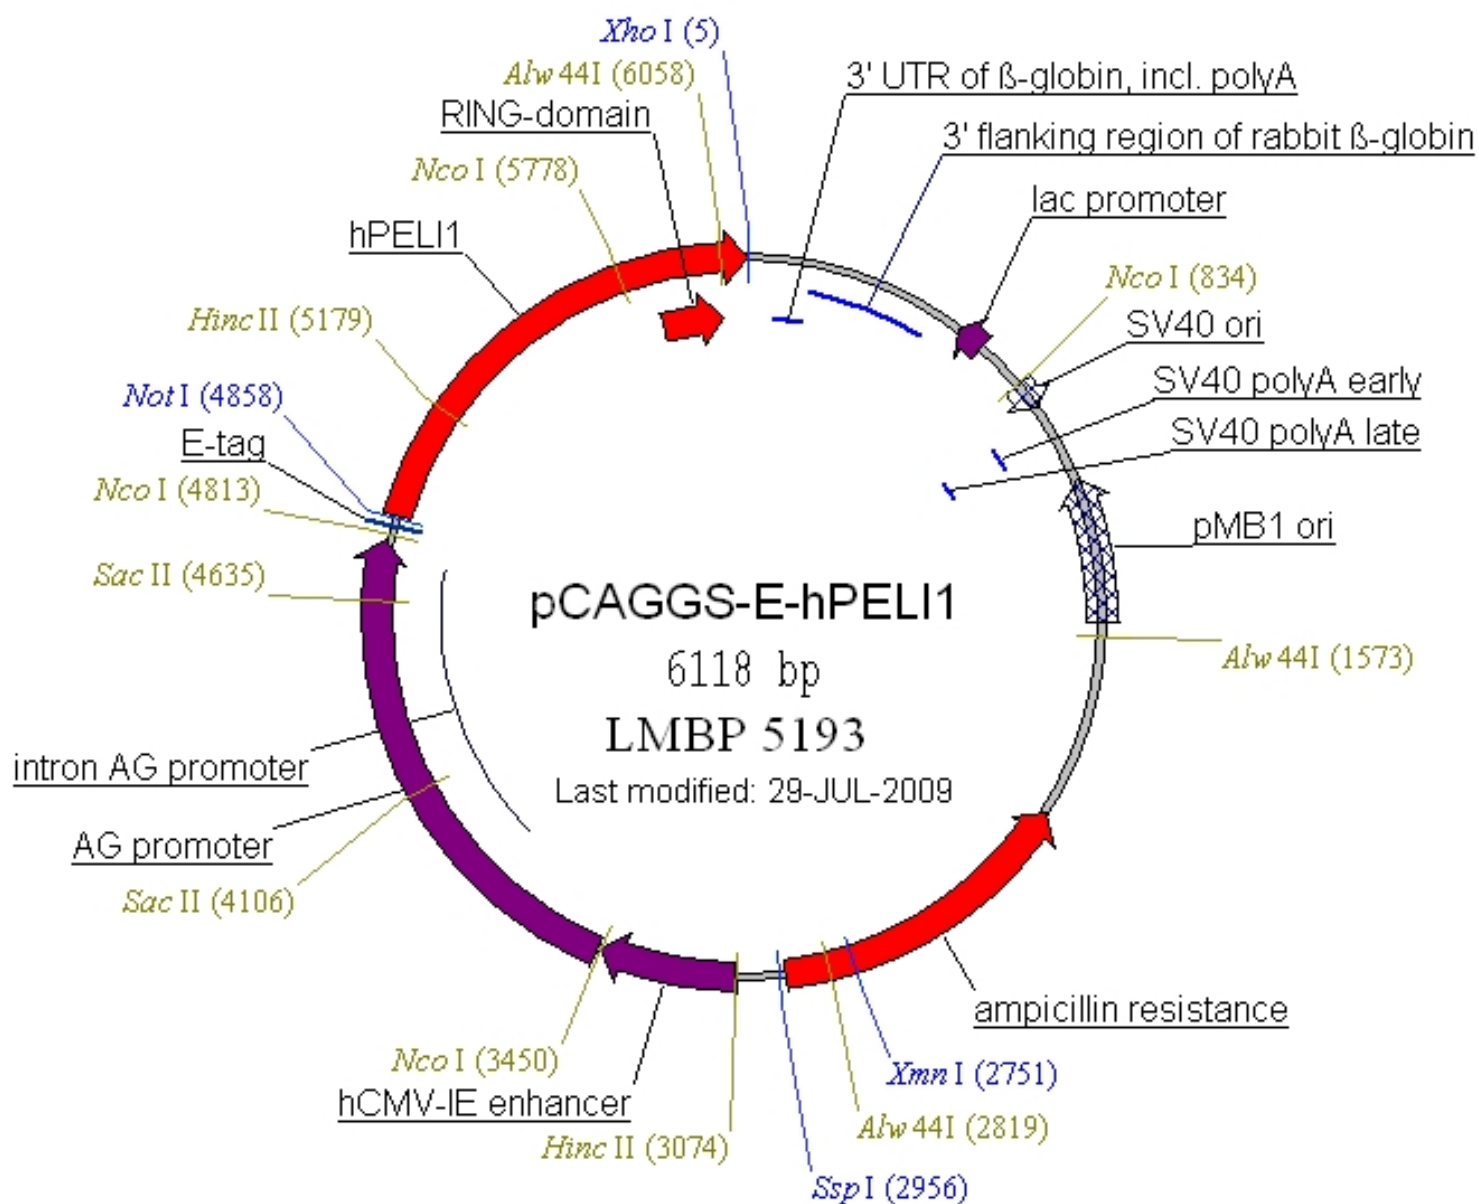 Xho I (5)
Alw 44I (6058)
3' UTR of ß-globin, incl. polyA
RING-domain
3' flanking region of rabbit ß-globin
Nco I (5778)
lac promoter
hPELI1
Nco I (834)
Hinc II (5179)
SV40 ori
Not I (4858)
SV40 polyA early
E-tag
SV40 polyA late
Nco I (4813)
pMB1 ori
Sac II (4635)
pCAGGS-E-hPELI1
6118 bp
Alw 44I (1573)
LMBP 5193
intron AG promoter
Last modified: 29-JUL-2009
AG promoter
Sac II (4106)
ampicillin resistance
Nco I (3450)
Xmn I (2751)
hCMV-IE enhancer
Alw 44I (2819)
Hinc II (3074)
Ssp I (2956)